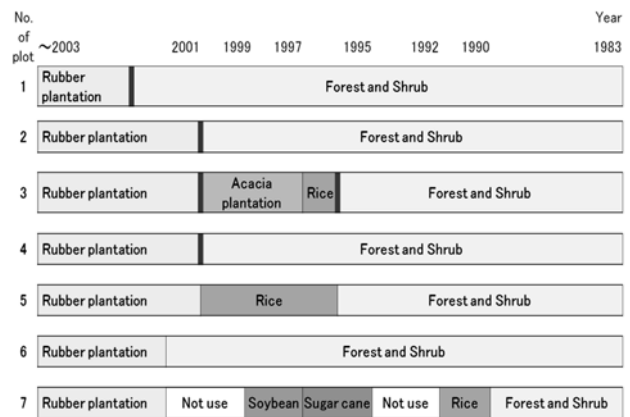 No. of plot
Year
~2003 2001 1999 1997 1995 1992 1990 1983
1 Rubber plantation Forest and Shrub
2 Rubber plantation Forest and Shrub
3 Rubber plantation Acacia plantation Rice Forest and Shrub
4 Rubber plantation Forest and Shrub
5 Rubber plantation Rice Forest and Shrub
6 Rubber plantation Forest and Shrub
7 Rubber plantation Not use Soybean Sugar cane Not use Rice Forest and Shrub